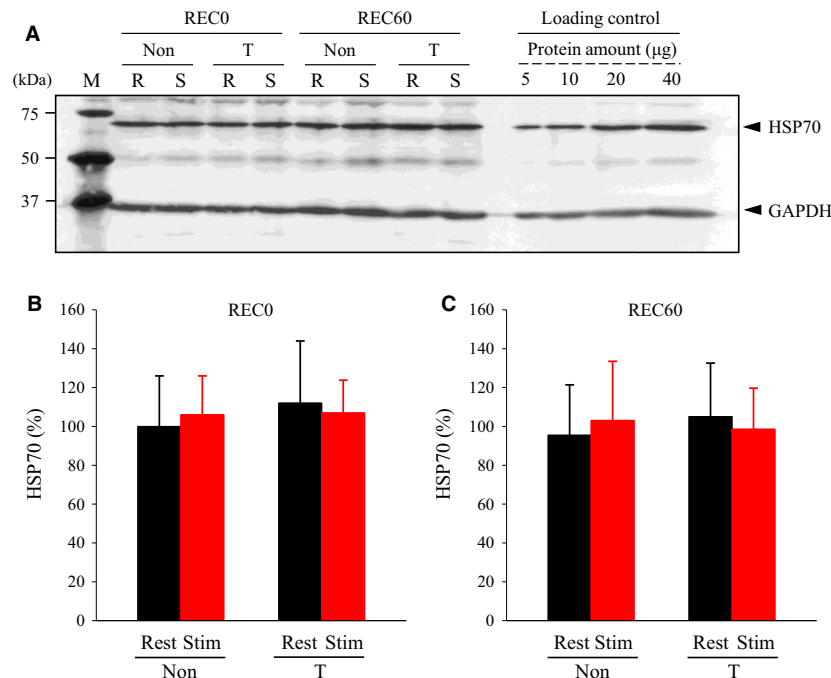 A
REC0 REC60 Loading control
Non T Non T Protein amount (μg)
(kDa) M R S R S R S R S 5 10 20 40
75
HSP70
50
37
GAPDH
B
REC0
HSP70 (%)
160
140
120
100
80
60
40
20
0
Rest Stim Rest Stim
Non T
C
REC60
HSP70 (%)
160
140
120
100
80
60
40
20
0
Rest Stim Rest Stim
Non T